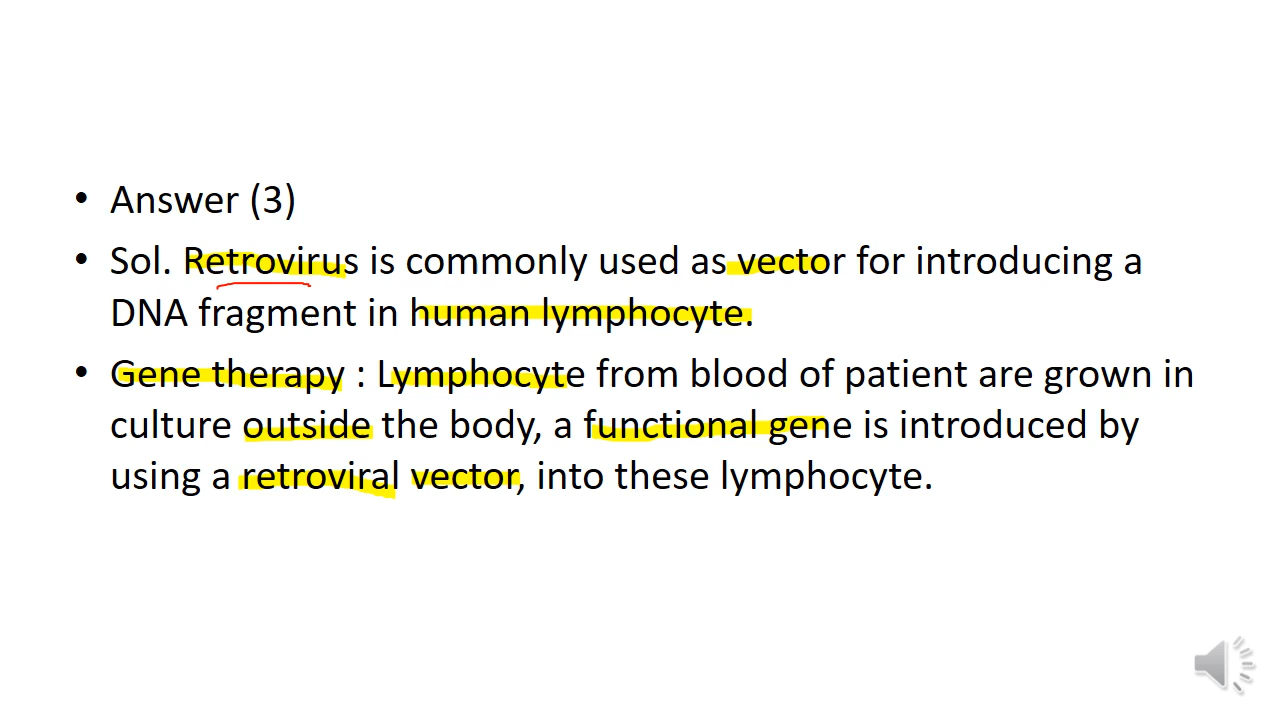 • Answer (3)
• Sol. Retrovirus is commonly used as vector for introducing a
DNA fragment in human lymphocyte.
• Gene therapy : Lymphocyte from blood of patient are grown in
culture outside the body, a functional gene is introduced by
using a retroviral vector, into these lymphocyte.